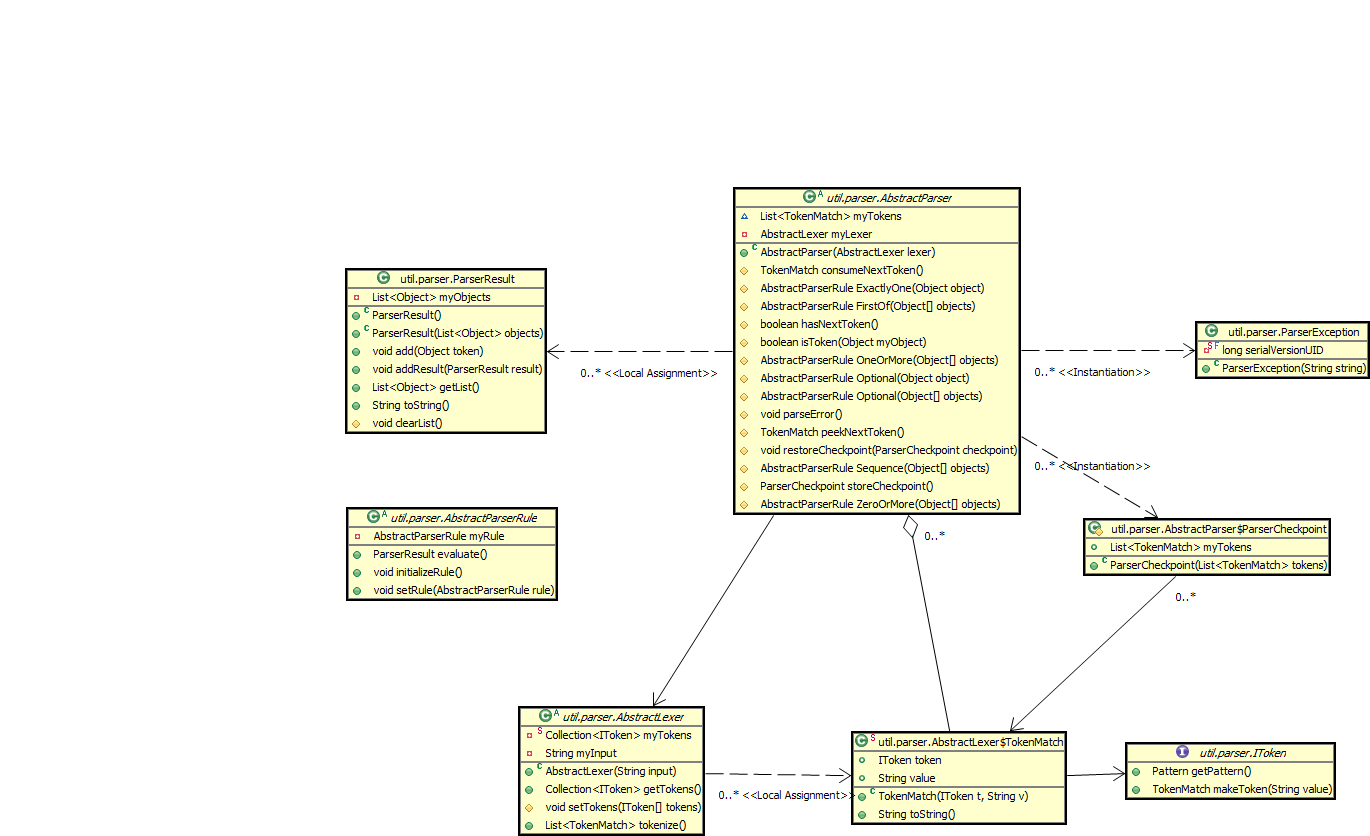 util.parser.AbstractParser
List<TokenMatch> myTokens
AbstractLexer myLexer
AbstractParser(AbstractLexer lexer)
TokenMatch consumeNextToken()
AbstractParserRule ExactlyOne(Object object)
AbstractParserRule FirstOf(Object[] objects)
boolean hasNextToken()
boolean isToken(Object myObject)
AbstractParserRule OneOrMore(Object[] objects)
AbstractParserRule Optional(Object object)
AbstractParserRule Optional(Object[] objects)
void parseError()
TokenMatch peekNextToken()
void restoreCheckpoint(ParserCheckpoint checkpoint)
AbstractParserRule Sequence(Object[] objects)
ParserCheckpoint storeCheckpoint()
AbstractParserRule ZeroOrMore(Object[] objects)
util.parser.ParserResult
List<Object> myObjects
ParserResult()
ParserResult(List<Object> objects)
void add(Object token)
void addResult(ParserResult result)
List<Object> getList()
String toString()
void clearList()
0..* <<Local Assignment>>
util.parser.ParserException
long serialVersionUID
ParserException(String string)
0..* <<Instantiation>>
0..* <<Instantiation>>
util.parser.AbstractParserRule
AbstractParserRule myRule
ParserResult evaluate()
void initializeRule()
void setRule(AbstractParserRule rule)
util.parser.AbstractParser$ParserCheckpoint
List<TokenMatch> myTokens
ParserCheckpoint(List<TokenMatch> tokens)
0..*
0..*
util.parser.AbstractLexer
Collection<IToken> myTokens
String myInput
AbstractLexer(String input)
Collection<IToken> getTokens()
void setTokens(IToken[] tokens)
List<TokenMatch> tokenize()
0..* <<Local Assignment>>
util.parser.AbstractLexer$TokenMatch
IToken token
String value
TokenMatch(IToken t, String v)
String toString()
util.parser.IToken
Pattern getPattern()
TokenMatch makeToken(String value)